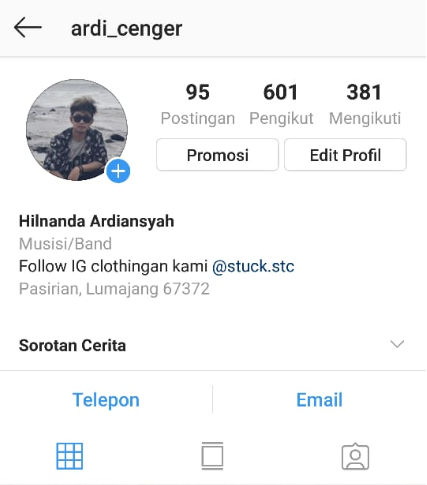 ardi_cenger
95 601 381
Postingan Pengikut Mengikuti
Promosi Edit Profil
Hilnanda Ardiansyah
Musisi/Band
Follow IG clothingan kami @stuck.stc
Pasirian, Lumajang 67372
Sorotan Cerita
Telepon Email